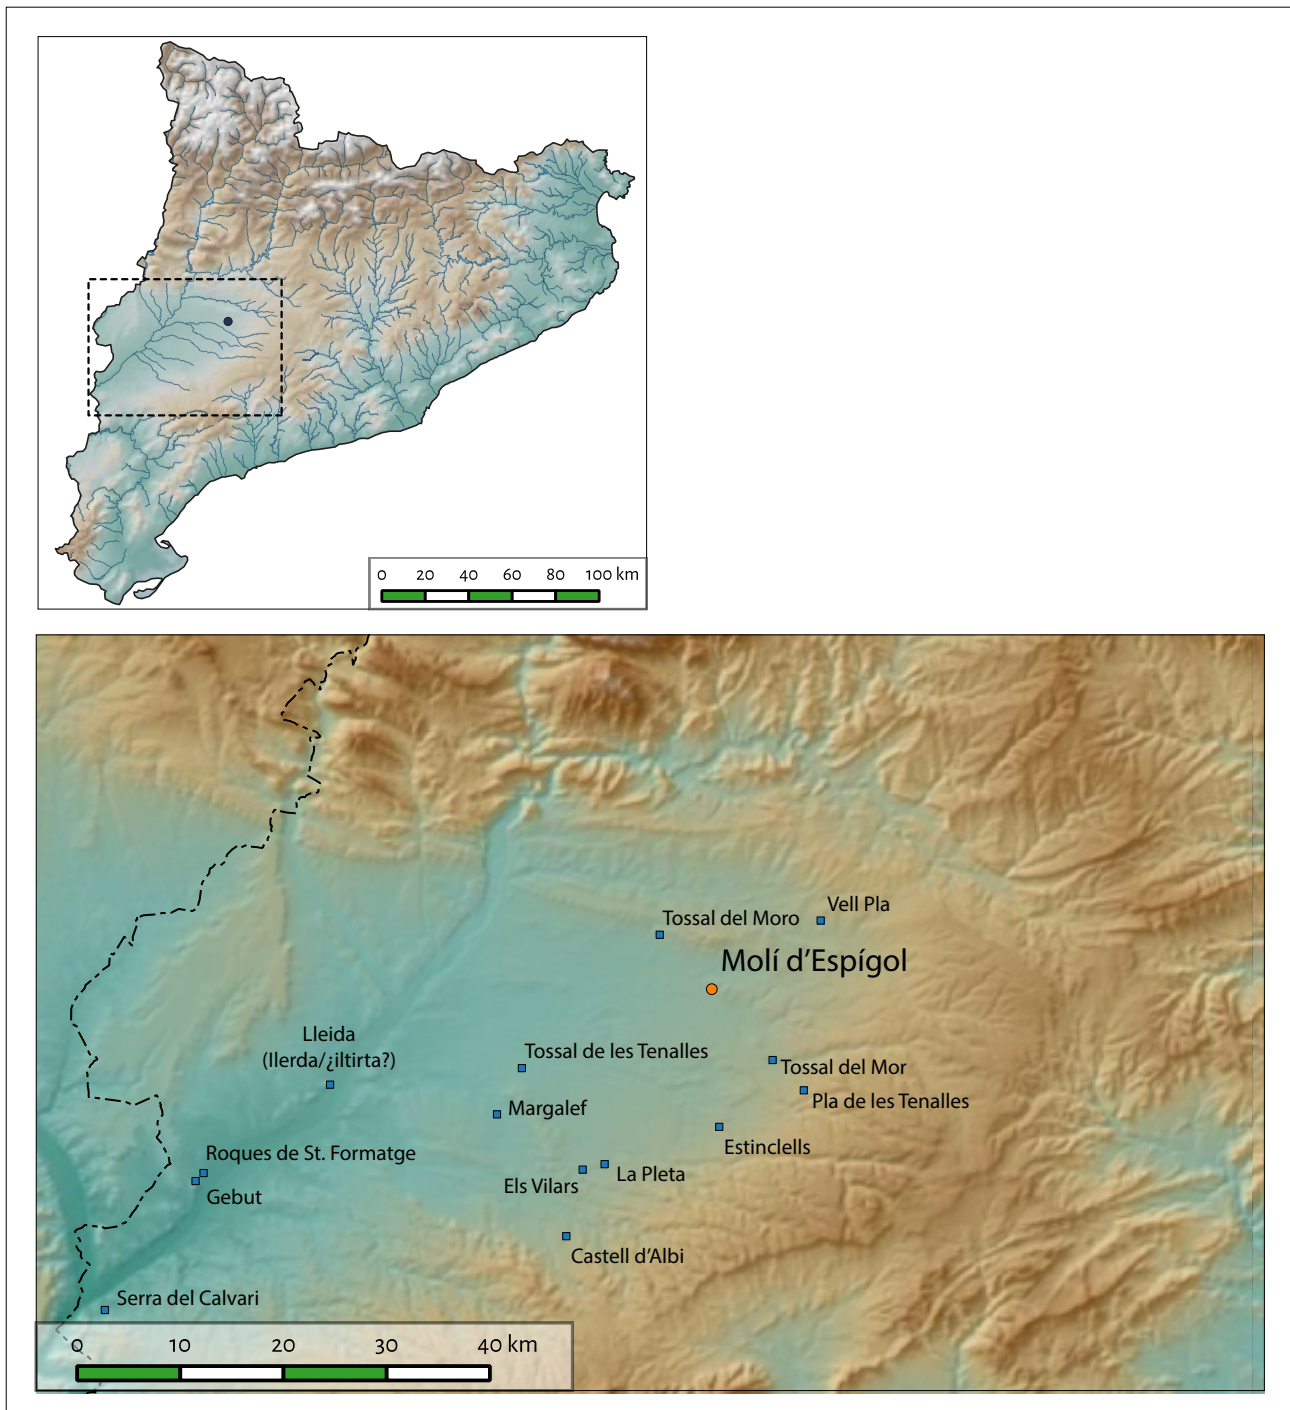 0 20 40 60 80 100 km
Vell Pla
Tossal del Moro
Molí d'Espígol
Lleida
(Ilerda/¿iltirta?)
Tossal de les Tenalles
Tossal del Mor
Pla de les Tenalles
Margalef
Estinclells
Roques de St. Formatge
La Pleta
Els Vilars
Gebut
Castell d'Albi
Serra del Calvari
0 10 20 30 40 km